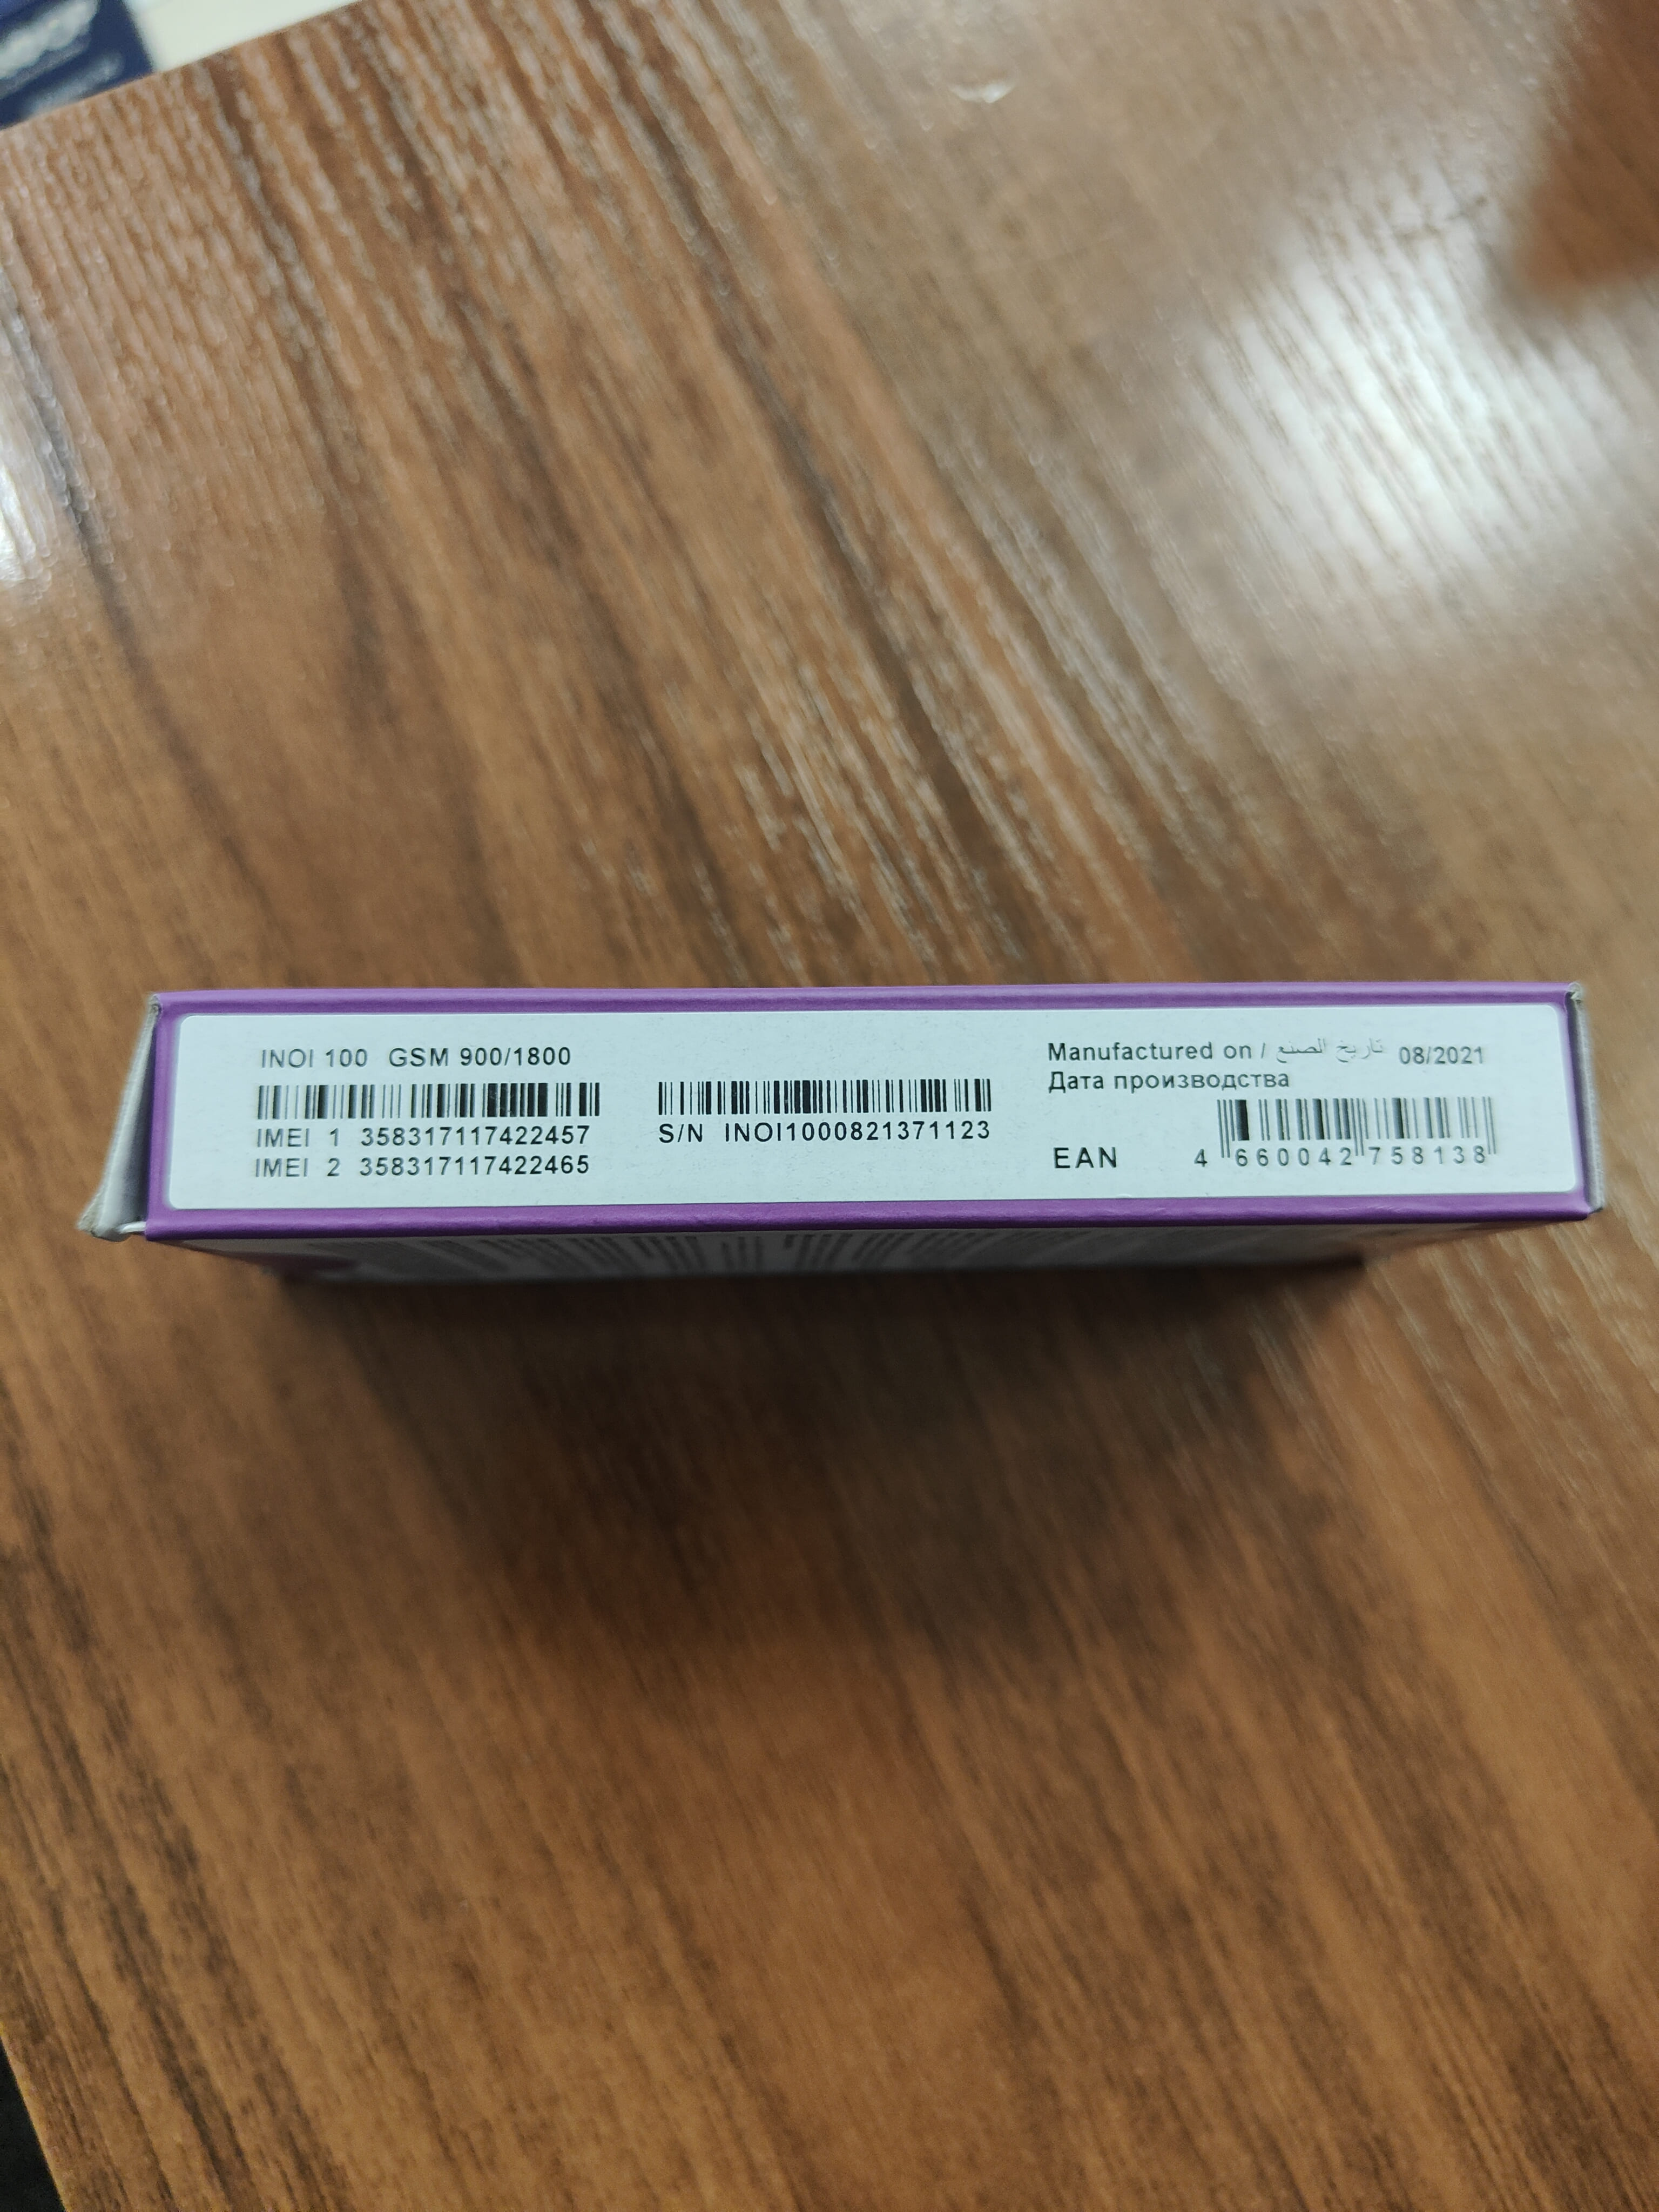 INOI 100 GSM 900/1800
IMEI 1 358317117422457
IMEI 2 358317117422465
S/N INOI1000821371123
Manufactured on / تاريخ الصنع 08/2021
Дата производства
EAN 4 660042 758138